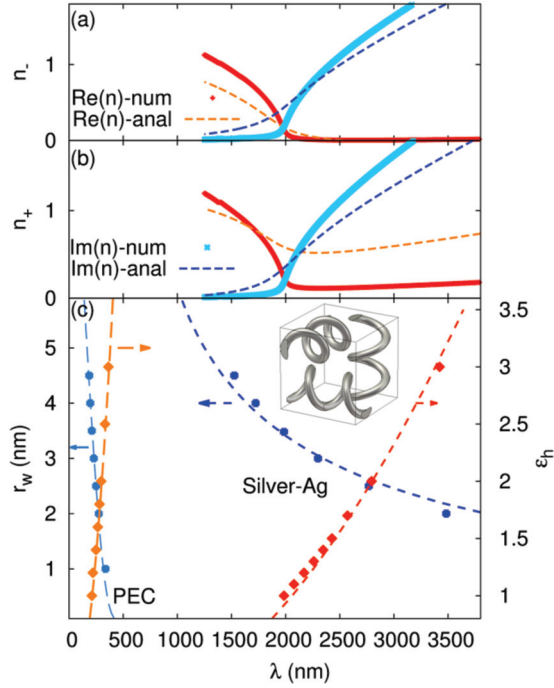 (a)
n-
1
0
Re(n)-num
Re(n)-anal
(b)
n+
1
0
Im(n)-num
Im(n)-anal
(c)
r_w (nm)
5
4
3
2
1
3.5
3
2.5
2
1.5
1
ε_h
Silver-Ag
PEC
0 500 1000 1500 2000 2500 3000 3500
λ (nm)